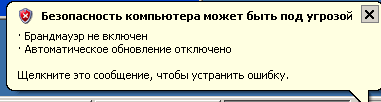 Безопасность компьютера может быть под угрозой
· Брандмауэр не включен
· Автоматическое обновление отключено
Щелкните это сообщение, чтобы устранить ошибку.